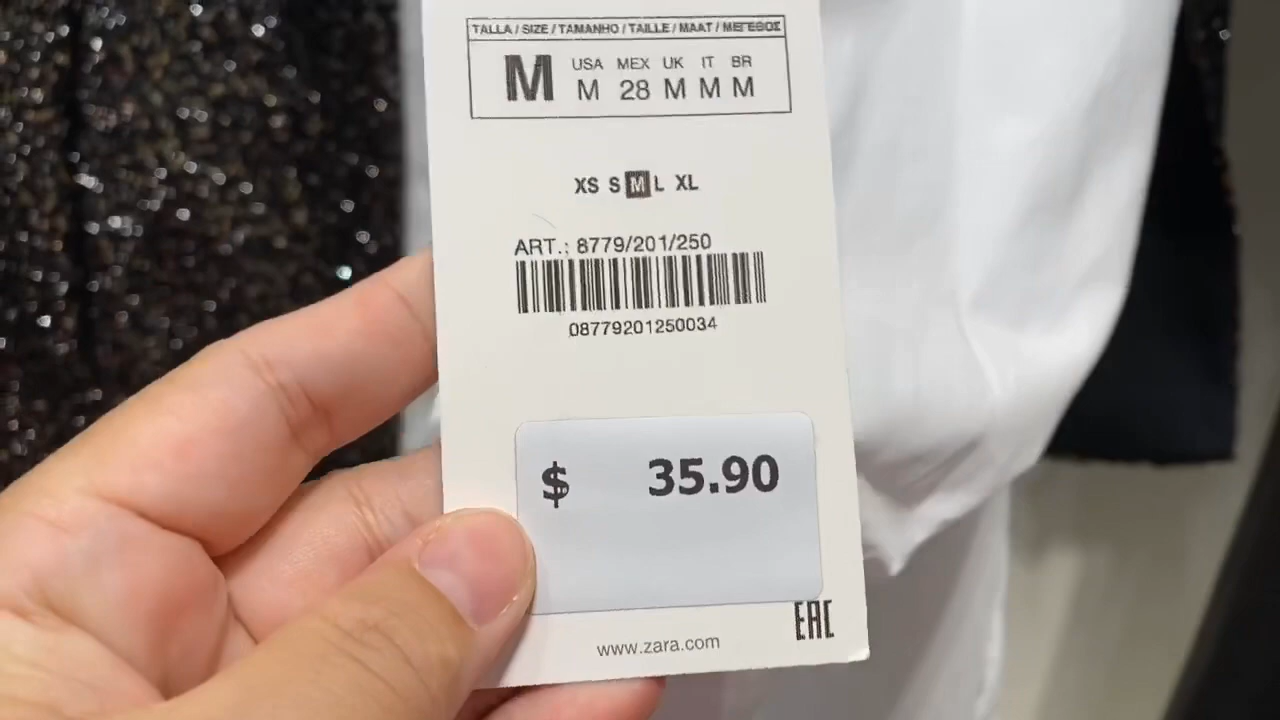 TALLA / SIZE / TAMANHO / TAILLE / MAAT / ΜΕΓΕΘΟΣ
M USA MEX UK IT BR
M 28 M M M
XS S M L XL
ART.: 8779/201/250
08779201250034
$ 35.90
EAC
www.zara.com